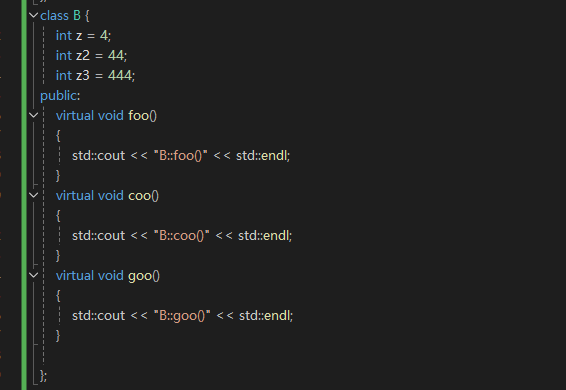 class B {
int z = 4;
int z2 = 44;
int z3 = 444;
public:
virtual void foo()
{
std::cout << "B::foo()" << std::endl;
}
virtual void coo()
{
std::cout << "B::coo()" << std::endl;
}
virtual void goo()
{
std::cout << "B::goo()" << std::endl;
}
};